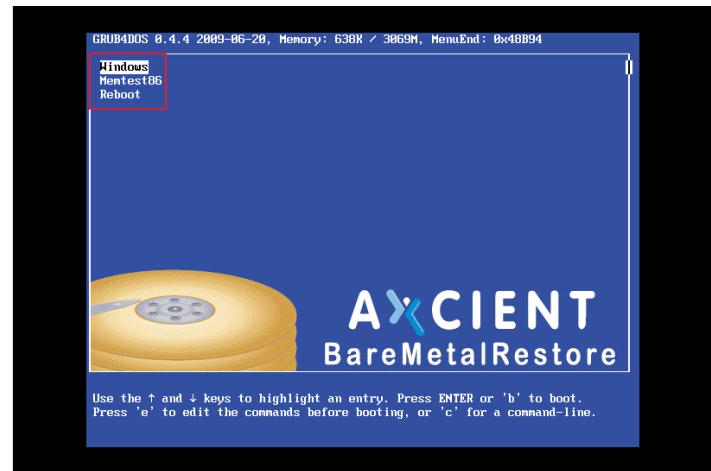 GRUB4DOS 0.4.4 2009-06-20, Memory: 638K / 3069M, MenuEnd: 0x48B94
Windows
Memtest86
Reboot
AXCIENT
BareMetalRestore
Use the ↑ and ↓ keys to highlight an entry. Press ENTER or 'b' to boot.
Press 'e' to edit the commands before booting, or 'c' for a command-line.